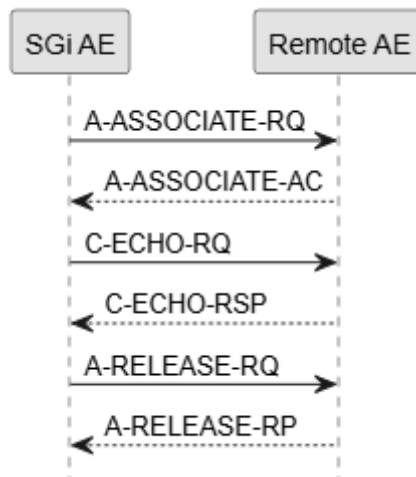 SGi AE
Remote AE
A-ASSOCIATE-RQ
A-ASSOCIATE-AC
C-ECHO-RQ
C-ECHO-RSP
A-RELEASE-RQ
A-RELEASE-RP